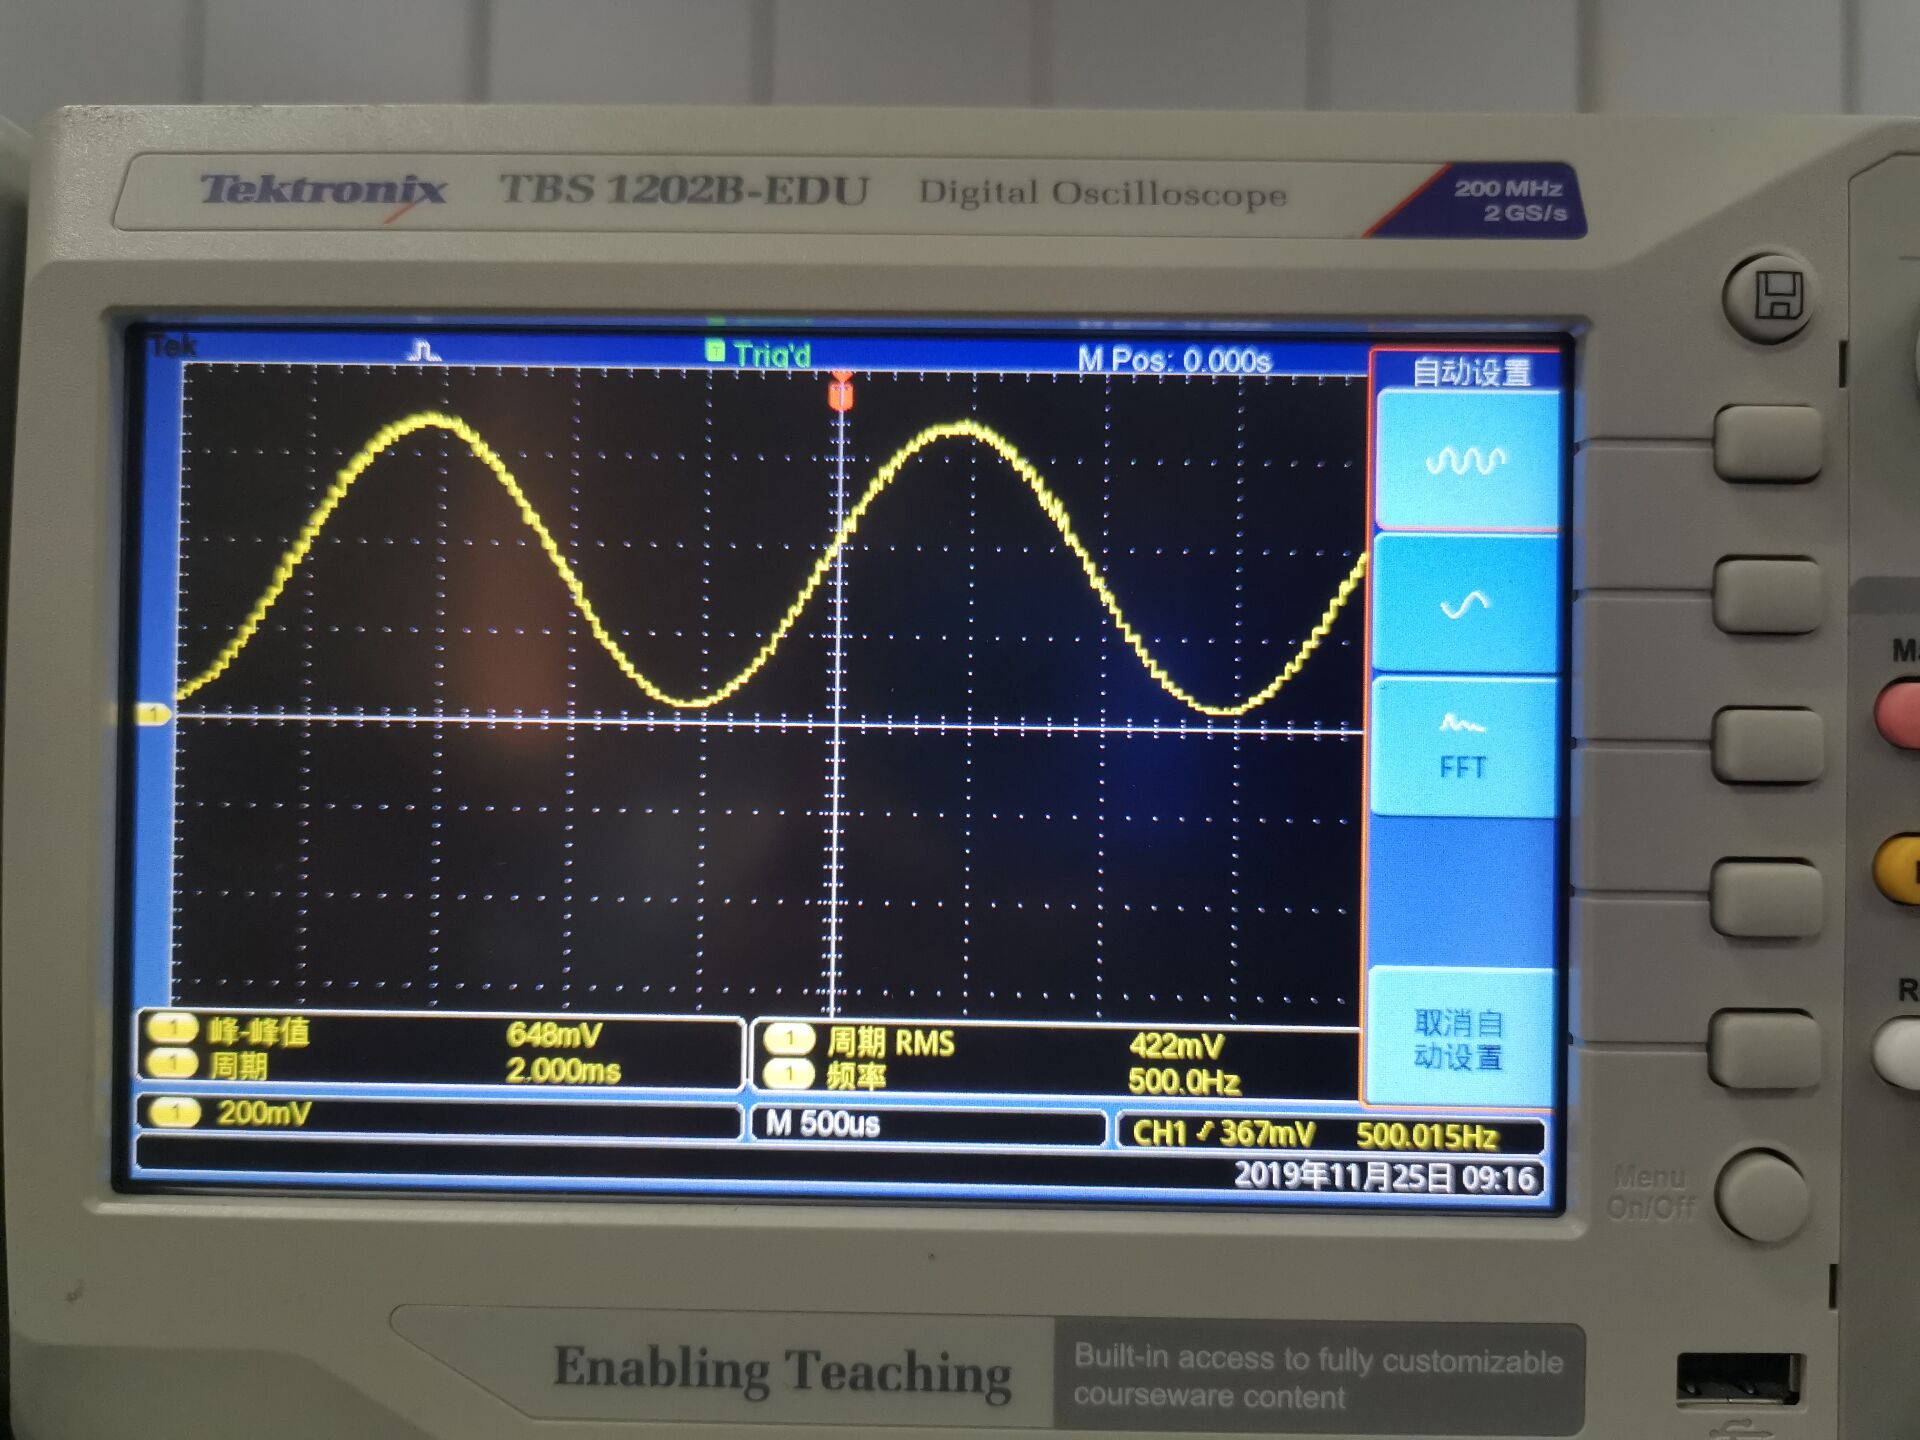 Tektronix TBS 1202B-EDU Digital Oscilloscope
200 MHz
2 GS/s
Tek Trig'd M Pos: 0.000s
自动设置
FFT
取消自
动设置
1
1 峰-峰值 648mV
1 周期 2.000ms
1 周期 RMS 422mV
1 频率 500.0Hz
1 200mV M 500us CH1 367mV 500.015Hz
2019年11月25日 09:16
Menu
On/Off
Enabling Teaching
Built-in access to fully customizable
courseware content